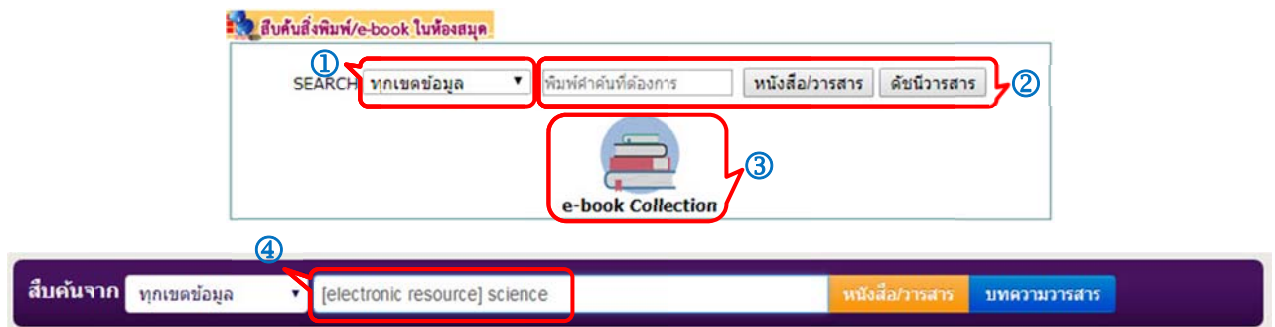 สืบค้นสิ่งพิมพ์/e-book ในห้องสมุด
① SEARCH ทุกเขตข้อมูล ▼ พิมพ์คำค้นที่ต้องการ หนังสือ/วารสาร ดัชนีวารสาร ②
③
e-book Collection
④
สืบค้นจาก ทุกเขตข้อมูล ▼ [electronic resource] science หนังสือ/วารสาร บทความวารสาร